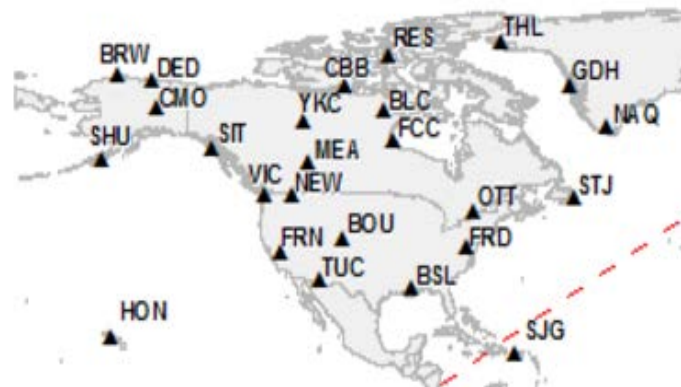 THL
RES
BRW
DED
CBB
GDH
CMO
YKC
BLC
NAQ
FCC
SHU
SIT
MEA
VIC
NEW
OTT
STJ
BOU
FRN
FRD
TUC
BSL
HON
SJG